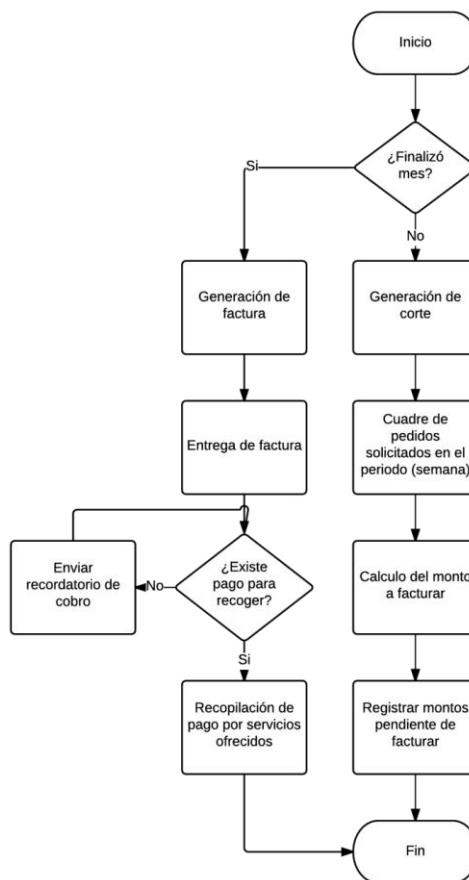 Inicio
¿Finalizó
mes?
Si
No
Generación de
factura
Generación de
corte
Entrega de factura
Cuadre de
pedidos
solicitados en el
periodo (semana)
Enviar
recordatorio de
cobro
No
¿Existe
pago para
recoger?
Calculo del monto
a facturar
Si
Recopilación de
pago por servicios
ofrecidos
Registrar montos
pendiente de
facturar
Fin